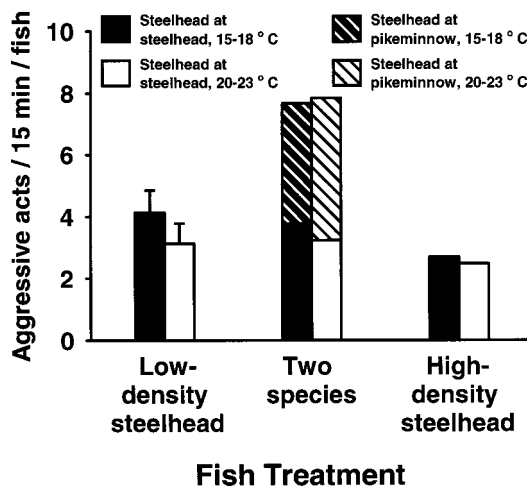 Steelhead at
steelhead, 15-18 ° C
Steelhead at
pikeminnow, 15-18 ° C
Steelhead at
steelhead, 20-23 ° C
Steelhead at
pikeminnow, 20-23 ° C
Aggressive acts / 15 min / fish
10
8
6
4
2
0
Low-
density
steelhead
Two
species
High-
density
steelhead
Fish Treatment